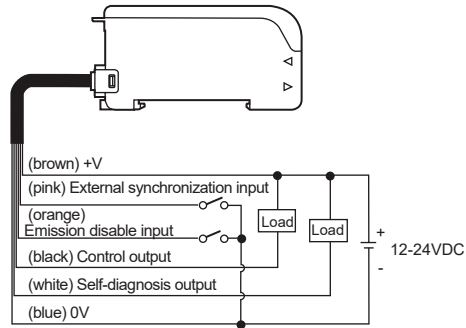 (brown) +V
(pink) External synchronization input
(orange)
Emission disable input
(black) Control output
(white) Self-diagnosis output
(blue) 0V
Load
Load
+
12-24VDC
-